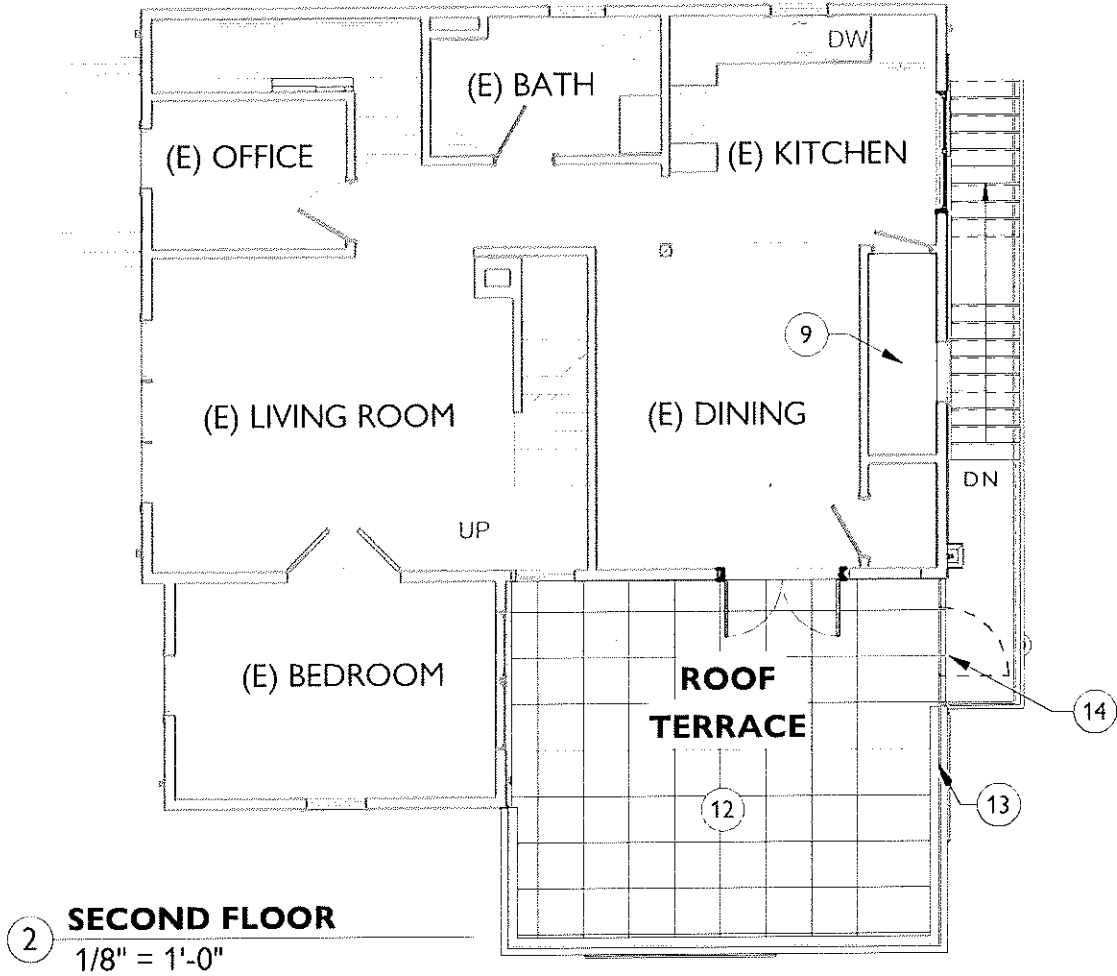 DW
(E) BATH
(E) OFFICE
(E) KITCHEN
9
(E) LIVING ROOM
(E) DINING
DN
UP
(E) BEDROOM
ROOF
TERRACE
14
13
12
2
SECOND FLOOR
1/8" = 1'-0"